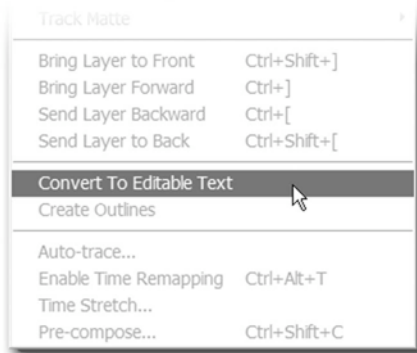 Track Matte
Bring Layer to Front Ctrl+Shift+]
Bring Layer Forward Ctrl+]
Send Layer Backward Ctrl+[
Send Layer to Back Ctrl+Shift+[
Convert To Editable Text
Create Outlines
Auto-trace...
Enable Time Remapping Ctrl+Alt+T
Time Stretch...
Pre-compose... Ctrl+Shift+C